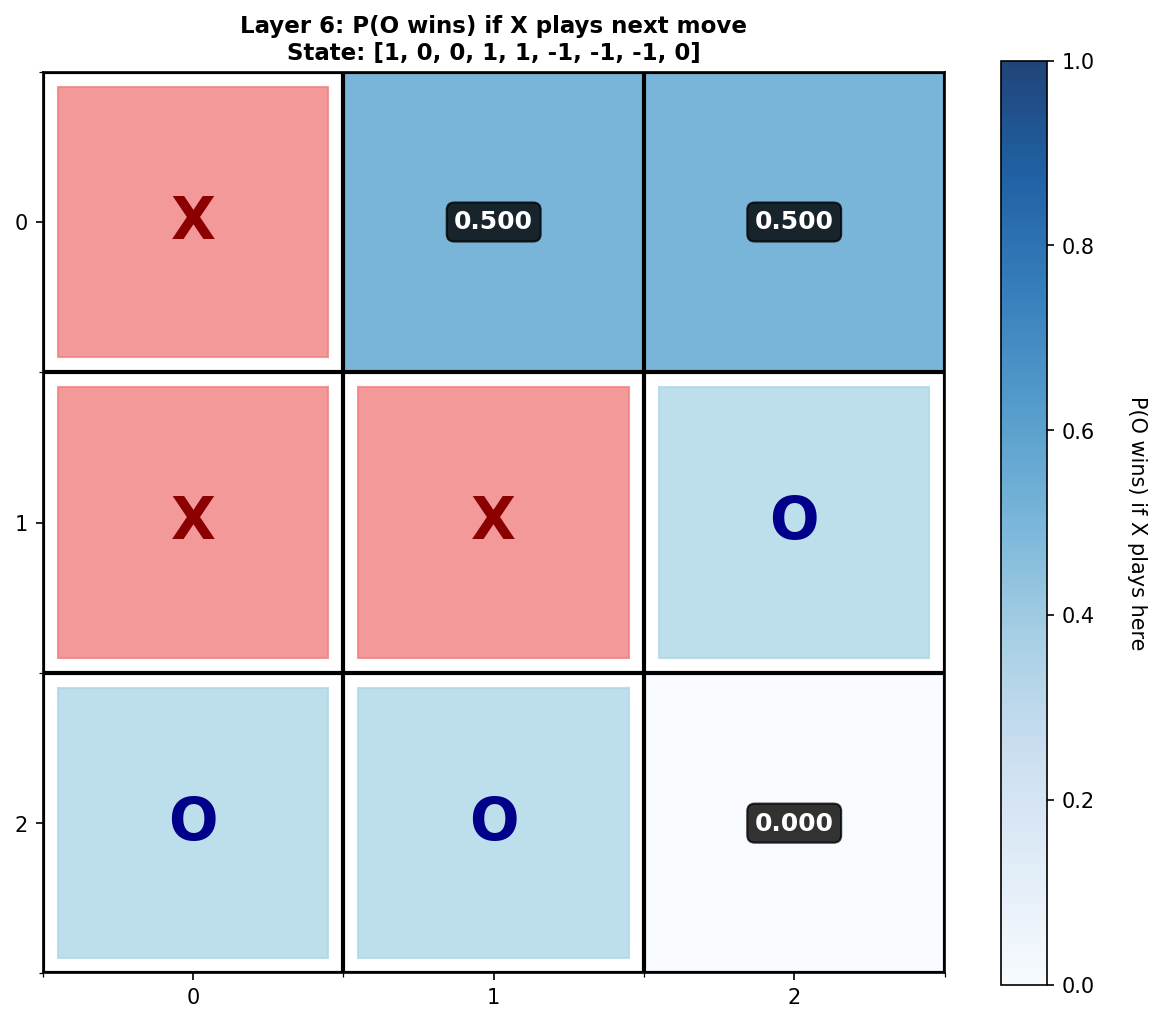 Layer 6: P(O wins) if X plays next move
State: [1, 0, 0, 1, 1, -1, -1, -1, 0]
0
X
0.500
0.500
1
X
X
O
2
O
O
0.000
0
1
2
1.0
0.8
0.6
0.4
0.2
0.0
P(O wins) if X plays here